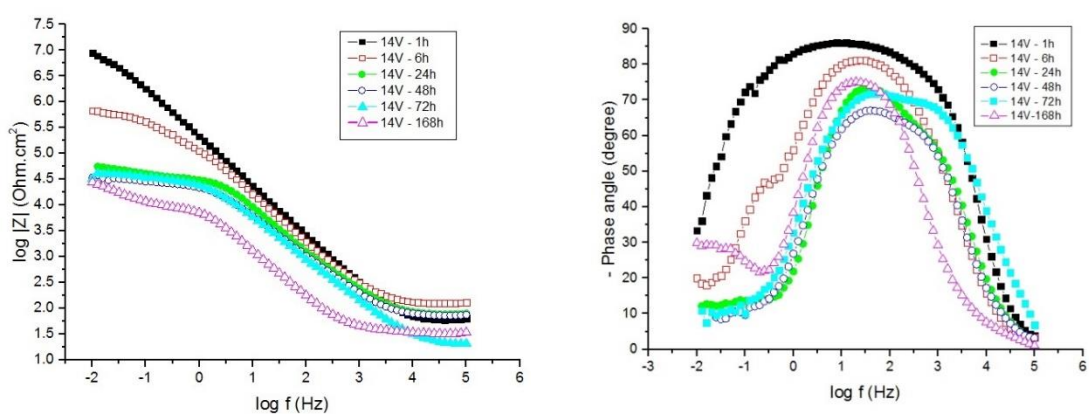 7.5
7.0
6.5
6.0
5.5
5.0
4.5
4.0
3.5
3.0
2.5
2.0
1.5
1.0
log |Z| (Ohm.cm2)
-2 -1 0 1 2 3 4 5 6
log f (Hz)
14V - 1h
14V - 6h
14V - 24h
14V - 48h
14V - 72h
14V - 168h
90
80
70
60
50
40
30
20
10
0
- Phase angle (degree)
-3 -2 -1 0 1 2 3 4 5 6
log f (Hz)
14V - 1h
14V - 6h
14V - 24h
14V - 48h
14V - 72h
14V-168h